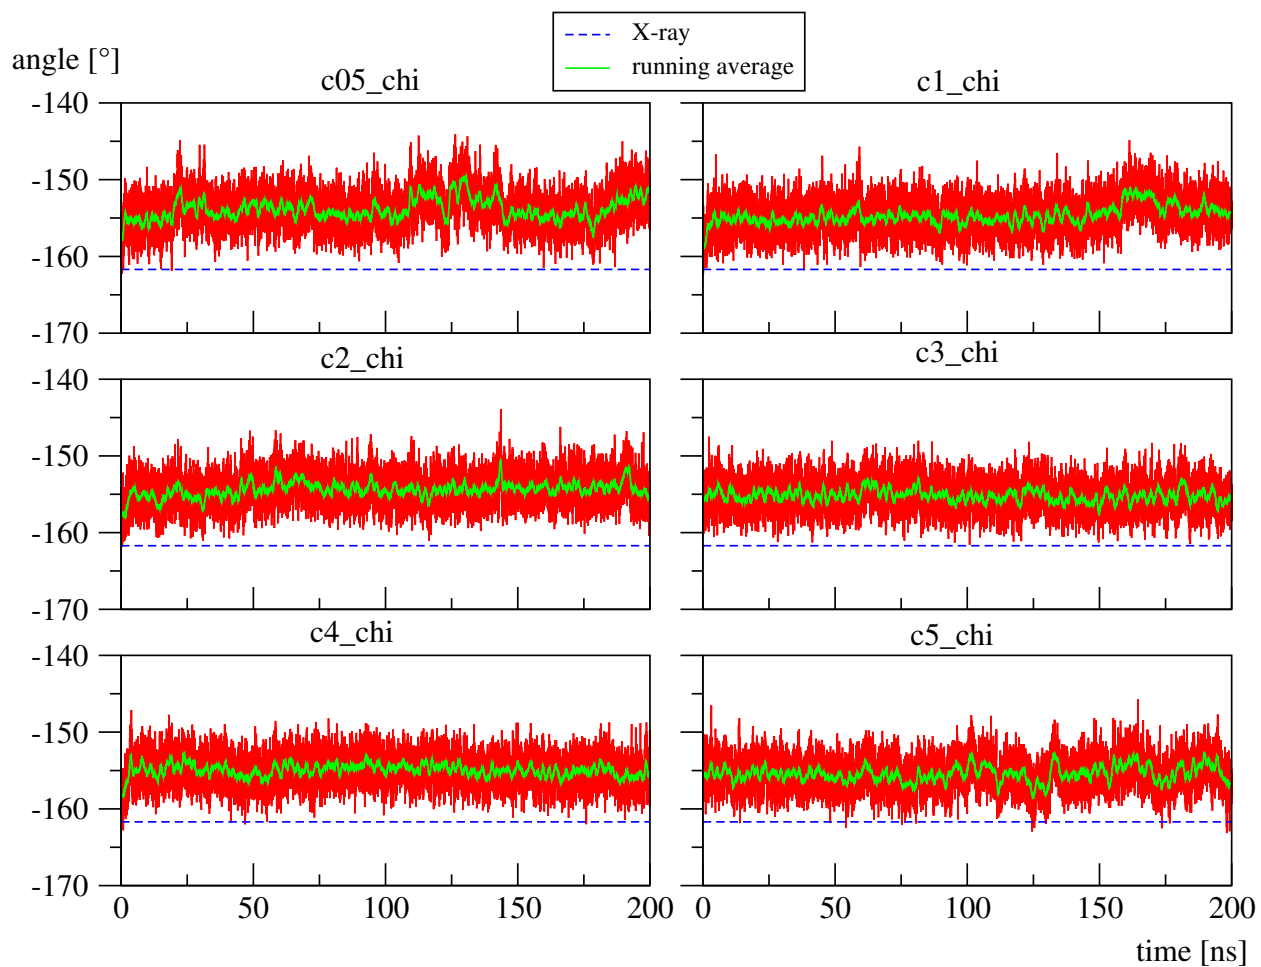 X-ray
running average
angle [°]
c05_chi
c1_chi
-140
-150
-160
-170
c2_chi
c3_chi
-140
-150
-160
-170
c4_chi
c5_chi
-140
-150
-160
-170
0 50 100 150 200 0 50 100 150 200
time [ns]